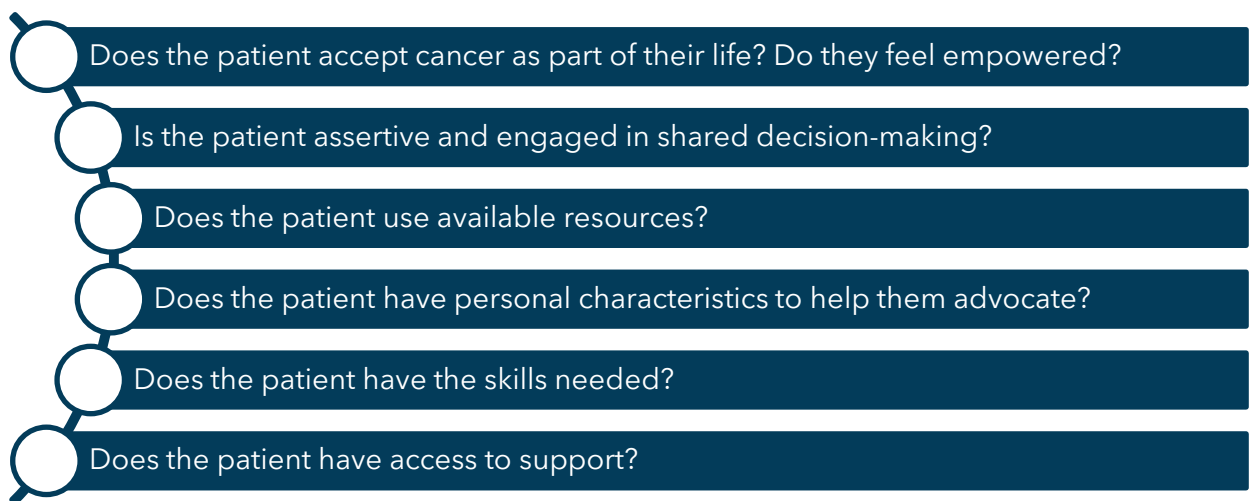 Does the patient accept cancer as part of their life? Do they feel empowered?
Is the patient assertive and engaged in shared decision-making?
Does the patient use available resources?
Does the patient have personal characteristics to help them advocate?
Does the patient have the skills needed?
Does the patient have access to support?